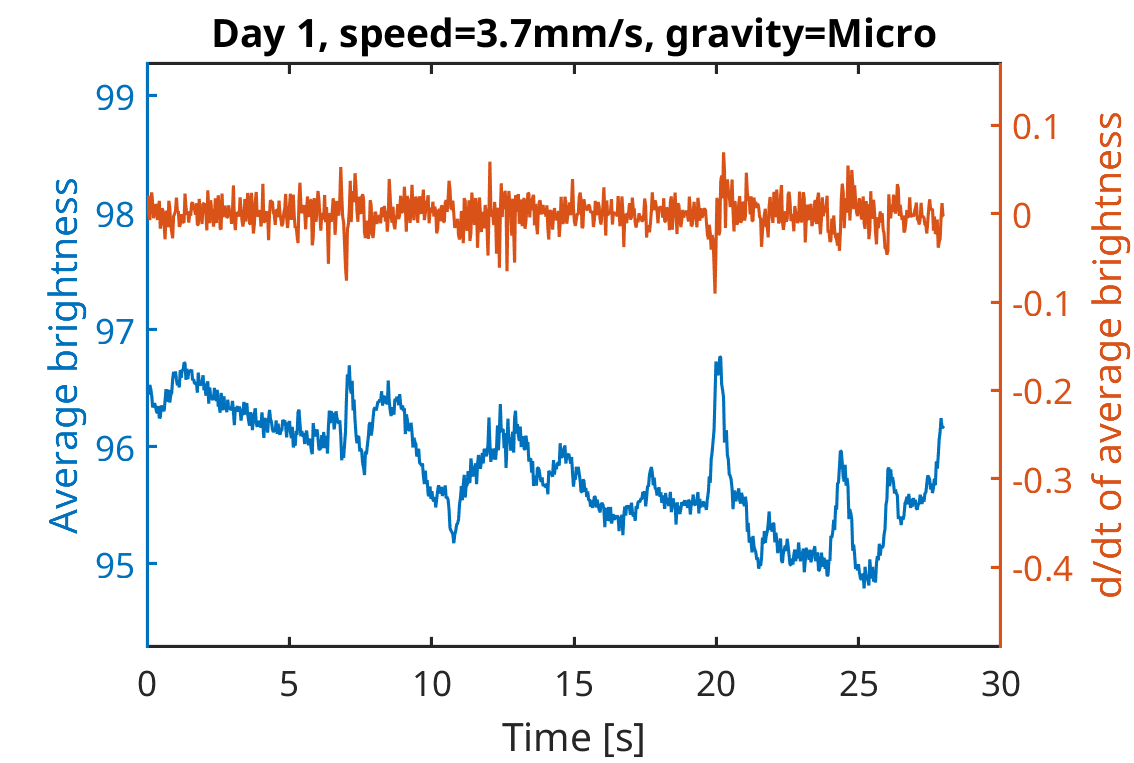 Day 1, speed=3.7mm/s, gravity=Micro
Average brightness
99
98
97
96
95
0.1
0
-0.1
-0.2
-0.3
-0.4
d/dt of average brightness
0 5 10 15 20 25 30
Time [s]